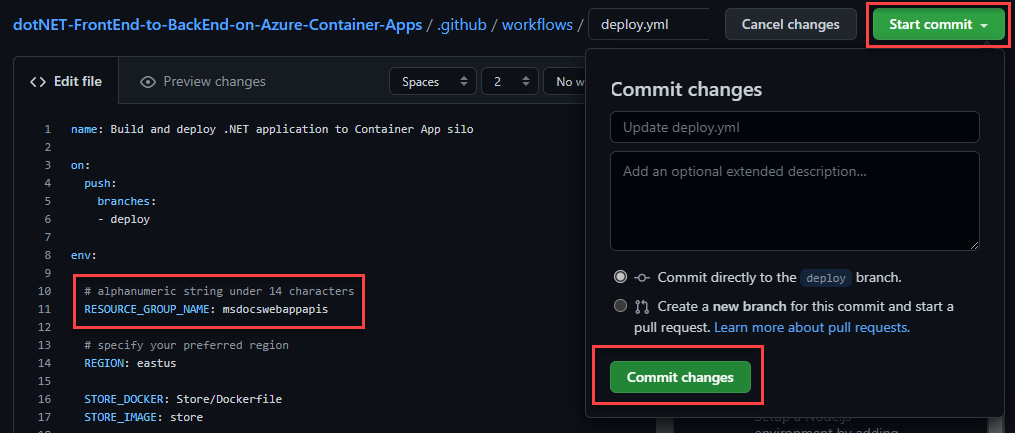 dotNET-FrontEnd-to-BackEnd-on-Azure-Container-Apps / .github / workflows / deploy.yml Cancel changes Start commit
Edit file Preview changes Spaces 2 No w
1 name: Build and deploy .NET application to Container App silo
2
3 on:
4 push:
5 branches:
6 - deploy
7
8 env:
9
10 # alphanumeric string under 14 characters
11 RESOURCE_GROUP_NAME: msdocswebappapis
12
13 # specify your preferred region
14 REGION: eastus
15
16 STORE_DOCKER: Store/Dockerfile
17 STORE_IMAGE: store
Commit changes
Update deploy.yml
Add an optional extended description...
Commit directly to the deploy branch.
Create a new branch for this commit and start a
pull request. Learn more about pull requests.
Commit changes
Setup a Node.js
environment by adding